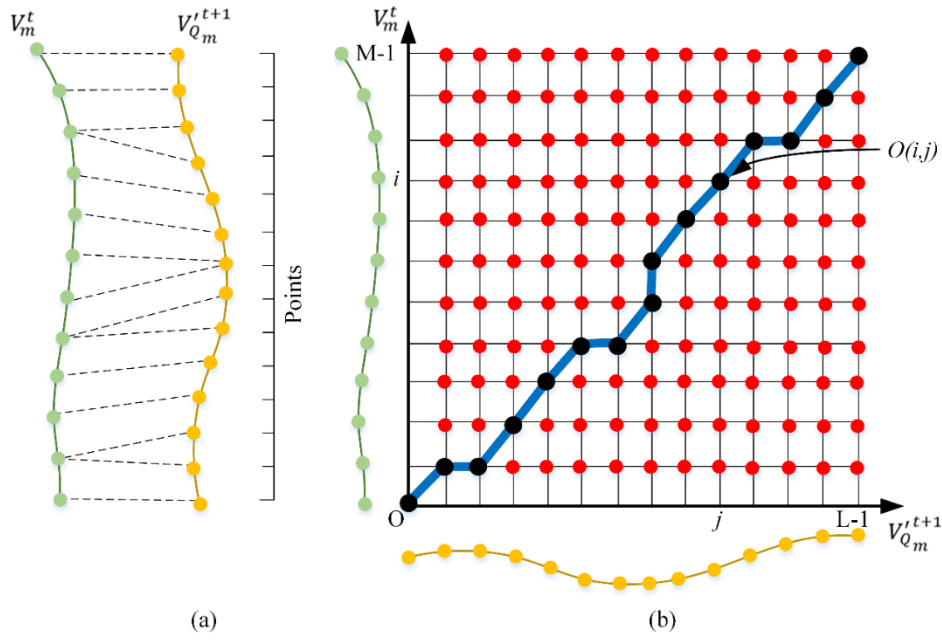 V_m^t
V'_{Q_m}^{t+1}
Points
(a)
V_m^t
M-1
i
O(i,j)
O
j
L-1
V'_{Q_m}^{t+1}
(b)